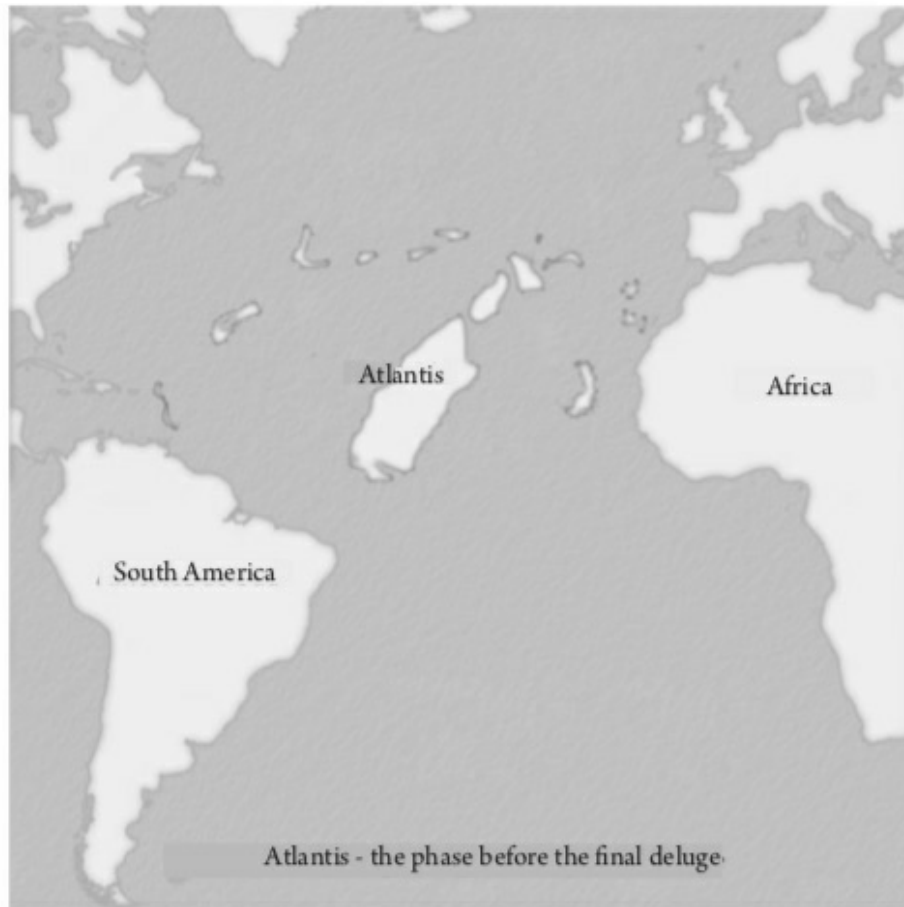 Atlantis
Africa
South America
Atlantis - the phase before the final deluge